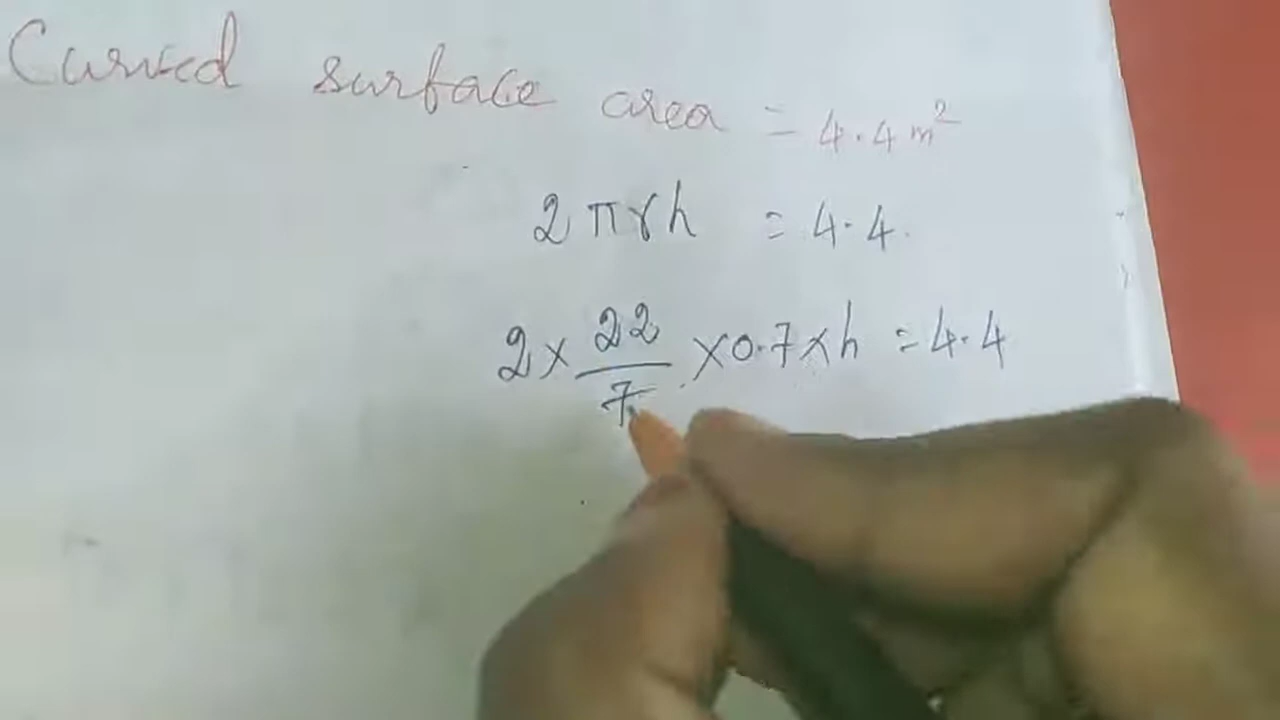 Curved surface area = 4.4 m²
2πrh = 4.4
2 × 22/7 × 0.7 × h = 4.4